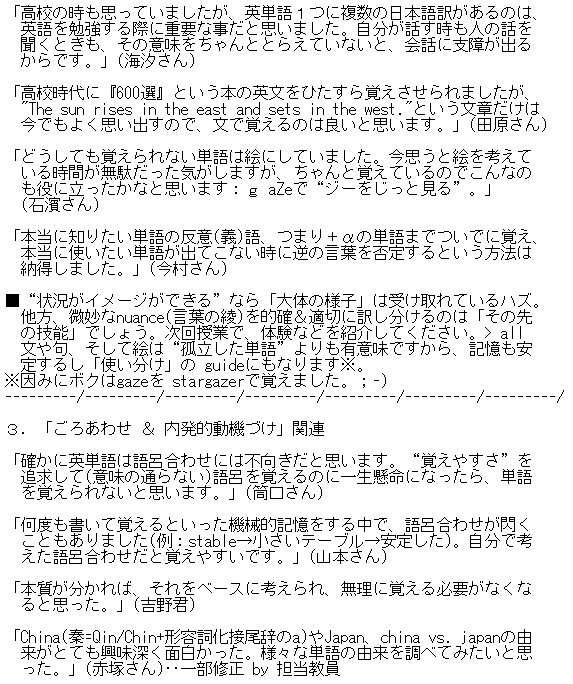 「高校の時も思っていましたが、英単語１つに複数の日本語訳があるのは、
英語を勉強する際に重要な事だと思いました。自分が話す時も人の話を
聞くときも、その意味をちゃんととらえていないと、会話に支障が出る
からです。」(海汐さん)
「高校時代に『600選』という本の英文をひたすら覚えさせられましたが、
"The sun rises in the east and sets in the west."という文章だけは
今でもよく思い出すので、文で覚えるのは良いと思います。」(田原さん)
「どうしても覚えられない単語は絵にしていました。今思うと絵を考えて
いる時間が無駄だった気がしますが、ちゃんと覚えているのでこんなの
も役に立ったかなと思います：ｇ aZeで“ジーをじっと見る”。」
(石濱さん)
「本当に知りたい単語の反意(義)語、つまり＋αの単語までついでに覚え、
本当に使いたい単語が出てこない時に逆の言葉を否定するという方法は
納得しました。」(今村さん)
■“状況がイメージができる”なら「大体の様子」は受け取れているハズ。
他方、微妙なnuance(言葉の綾)を的確＆適切に訳し分けるのは「その先
の技能」でしょう。次回授業で、体験などを紹介してください。> all
文や句、そして絵は“孤立した単語”よりも有意味ですから、記憶も安
定するし「使い分け」の guideにもなります※。
※因みにボクはgazeを stargazerで覚えました。;-)
---------/---------/---------/---------/---------/---------/---------/
３．「ごろあわせ ＆ 内発的動機づけ」関連
「確かに英単語は語呂合わせには不向きだと思います。“覚えやすさ”を
追求して(意味の通らない)語呂を覚えるのに一生懸命になったら、単語
を覚えられないと思います。」(筒口さん)
「何度も書いて覚えるといった機械的記憶をする中で、語呂合わせが閃く
こともありました(例：stable→小さいテーブル→安定した)。自分で考
えた語呂合わせだと覚えやすいです。」(山本さん)
「本質が分かれば、それをベースに考えられ、無理に覚える必要がなくな
ると思った。」(吉野君)
「China(秦=Qin/Chin+形容詞化接尾辞のa)やJapan、china vs. japanの由
来がとても興味深く面白かった。様々な単語の由来を調べてみたいと思
った。」(赤塚さん)‥一部修正 by 担当教員